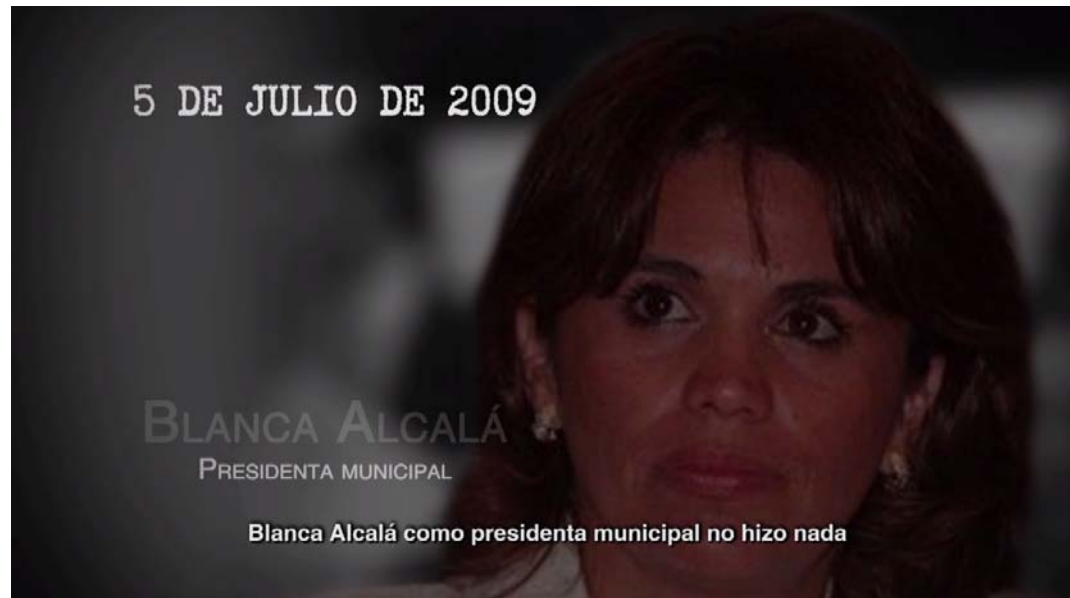 5 DE JULIO DE 2009
BLANCA ALCALÁ
PRESIDENTA MUNICIPAL
Blanca Alcalá como presidenta municipal no hizo nada